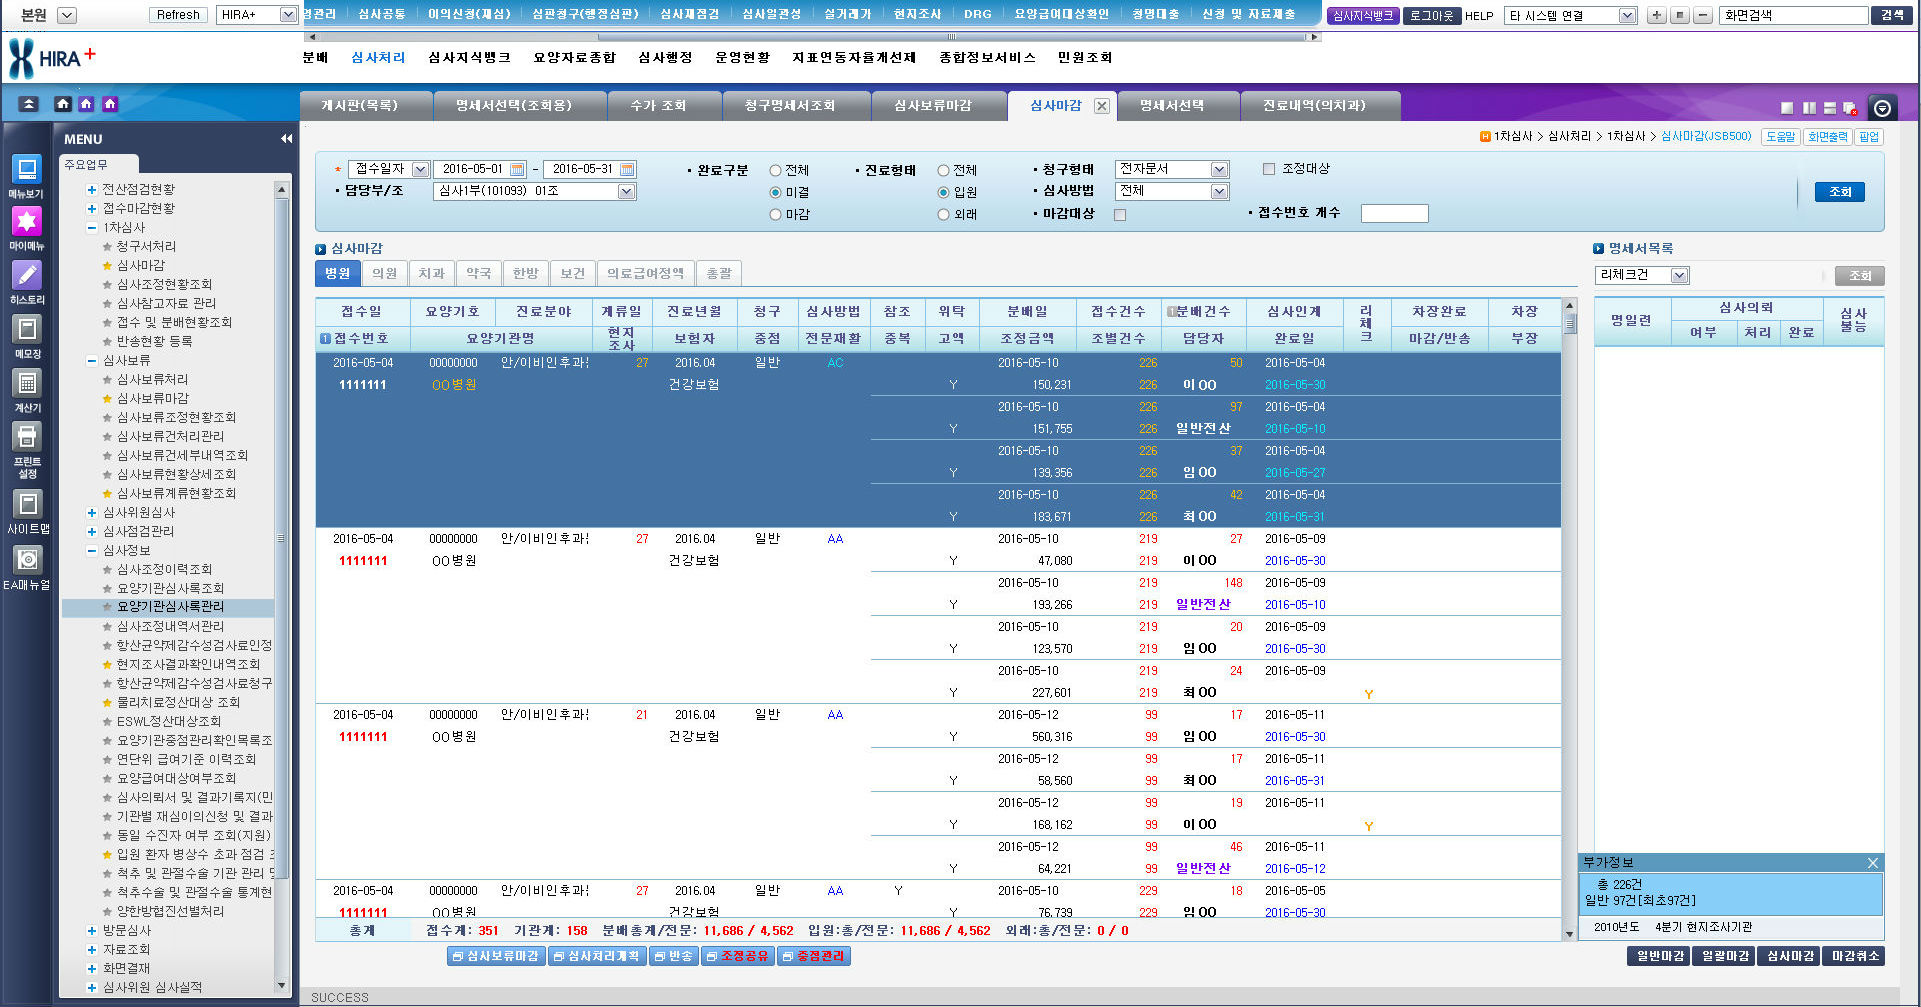 본원 Refresh HIRA+
심사공통 이의신청(재심) 심판청구(행정심판) 심사재점검 심사일관성 실거래가 현지조사 DRG 요양급여대상확인 청명대출 신청 및 자료제출 심사지식뱅크 로그아웃 HELP 타 시스템 연결 화면검색 검색
HIRA+
분배 심사처리 심사지식뱅크 요양자료종합 심사행정 운영현황 지표연동자율개선제 종합정보서비스 민원조회
게시판(목록) 명세서선택(조회용) 수가 조회 청구명세서조회 심사보류마감 심사마감 명세서선택 진료내역(의치과)
1차심사 > 심사처리 > 1차심사 > 심사마감(JSB500) 도움말 화면출력 팝업
메뉴보기
마이메뉴
히스토리
메모장
계산기
프린트
설정
사이트맵
EA매뉴얼
MENU
주요업무
전산점검현황
접수마감현황
1차심사
청구서처리
심사마감
심사조정현황조회
심사참고자료 관리
접수 및 분배현황조회
반송현황 등록
심사보류
심사보류처리
심사보류마감
심사보류조정현황조회
심사보류건처리관리
심사보류건세부내역조회
심사보류현황상세조회
심사보류계류현황조회
심사위원심사
심사점검관리
심사정보
심사조정이력조회
요양기관심사록조회
요양기관심사록관리
심사조정내역서관리
항산균약제감수성검사료인정
현지조사결과확인내역조회
항산균약제감수성검사료청구
물리치료정산대상 조회
ESWL정산대상조회
요양기관중점관리확인목록조
연단위 급여기준 이력조회
요양급여대상여부조회
심사의뢰서 및 결과기록지(민
기관별 재심이의신청 및 결과
동일 수진자 여부 조회(지원)
입원 환자 병상수 초과 점검
척추 및 관절수술 기관 관리
척추수술 및 관절수술 통계현
양한방협진선별처리
방문심사
자료조회
화면결재
심사위원 심사실적
* 접수일자 2016-05-01 - 2016-05-31 · 완료구분 전체 · 진료형태 전체 · 청구형태 전자문서 조정대상
· 담당부/조 심사1부(101093) 01조 미결 입원 · 심사방법 전체 조회
마감 외래 · 마감대상 · 접수번호 개수
심사마감
병원 의원 치과 약국 한방 보건 의료급여정액 총괄
접수일 요양기호 진료분야 계류일 진료년월 청구 심사방법 참조 위탁 분배일 접수건수 1분배건수 심사인계 리체크 차장완료 차장
1접수번호 요양기관명 현지조사 보험자 중점 전문재활 중복 고액 조정금액 조별건수 담당자 완료일 마감/반송 부장
2016-05-04 00000000 안/이비인후과 27 2016.04 일반 AC 2016-05-10 226 50 2016-05-04
1111111 OO병원 건강보험 Y 150,231 226 이OO 2016-05-30
2016-05-10 226 97 2016-05-04
Y 151,755 226 일반전산 2016-05-10
2016-05-10 226 37 2016-05-04
Y 139,356 226 임OO 2016-05-27
2016-05-10 226 42 2016-05-04
Y 183,671 226 최OO 2016-05-31
2016-05-04 00000000 안/이비인후과 27 2016.04 일반 AA 2016-05-10 219 27 2016-05-09
1111111 OO병원 건강보험 Y 47,080 219 이OO 2016-05-30
2016-05-10 219 148 2016-05-09
Y 193,266 219 일반전산 2016-05-10
2016-05-10 219 20 2016-05-09
Y 123,570 219 임OO 2016-05-30
2016-05-10 219 24 2016-05-09
Y 227,601 219 최OO Y
2016-05-04 00000000 안/이비인후과 21 2016.04 일반 AA 2016-05-12 99 17 2016-05-11
1111111 OO병원 건강보험 Y 560,316 99 임OO 2016-05-30
2016-05-12 99 17 2016-05-11
Y 58,560 99 최OO 2016-05-31
2016-05-12 99 19 2016-05-11
Y 168,162 99 이OO Y
2016-05-12 99 46 2016-05-11
Y 64,221 99 일반전산 2016-05-12
2016-05-04 00000000 안/이비인후과 27 2016.04 일반 AA Y 2016-05-10 229 18 2016-05-05
1111111 OO병원 건강보험 Y 76,739 229 임OO 2016-05-30
총계 접수계: 351 기관계: 158 분배총계/전문: 11,686 / 4,562 입원:총/전문: 11,686 / 4,562 외래:총/전문: 0 / 0
심사보류마감 심사처리계획 반송 조정공유 중점관리
명세서목록
리체크건 조회
명일련 심사의뢰 심사불능
여부 처리 완료
부가정보
총 226건
일반 97건[최초97건]
2010년도 4분기 현지조사기관
일반마감 일괄마감 심사마감 마감취소
SUCCESS